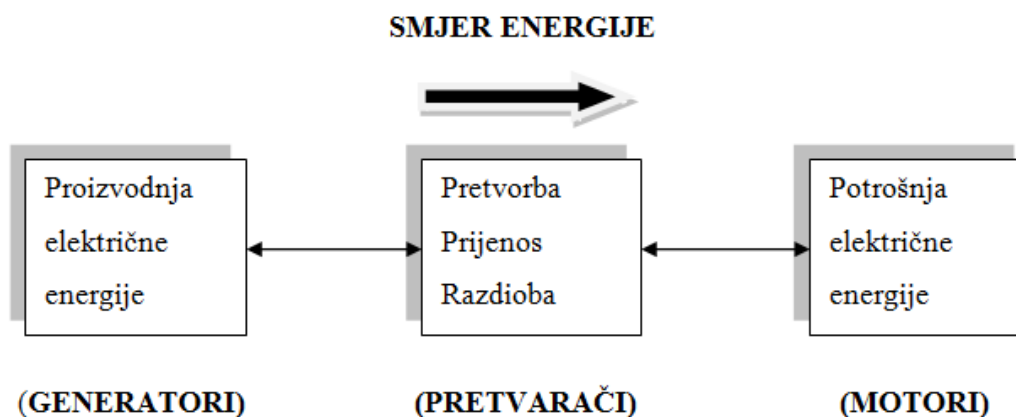 SMJER ENERGIJE
Proizvodnja
električne
energije
Pretvorba
Prijenos
Razdioba
Potrošnja
električne
energije
(GENERATORI)
(PRETVARAČI)
(MOTORI)